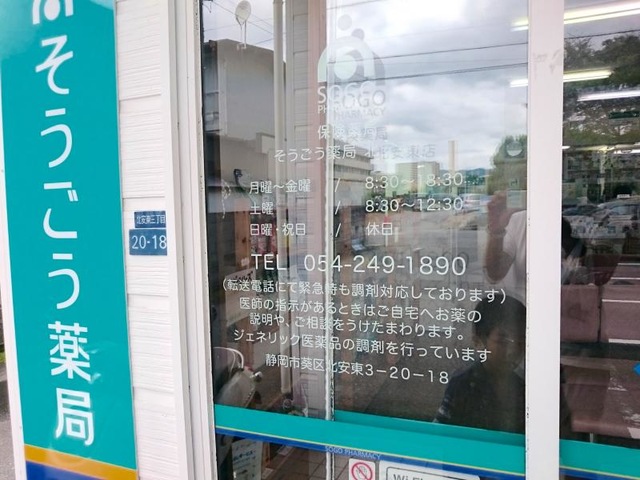 そうごう薬局
北安東三丁目
20-18
SOGO
PHARMACY
保険薬局
そうごう薬局 北安東店
月曜～金曜 / 8:30～18:30
土曜 / 8:30～12:30
日曜・祝日 / 休日
TEL 054-249-1890
(転送電話にて緊急時も調剤対応しております)
医師の指示があるときはご自宅へお薬の
説明や、ご相談をうけたまわります。
ジェネリック医薬品の調剤を行っています
静岡市葵区北安東3-20-18
SOGO PHARMACY